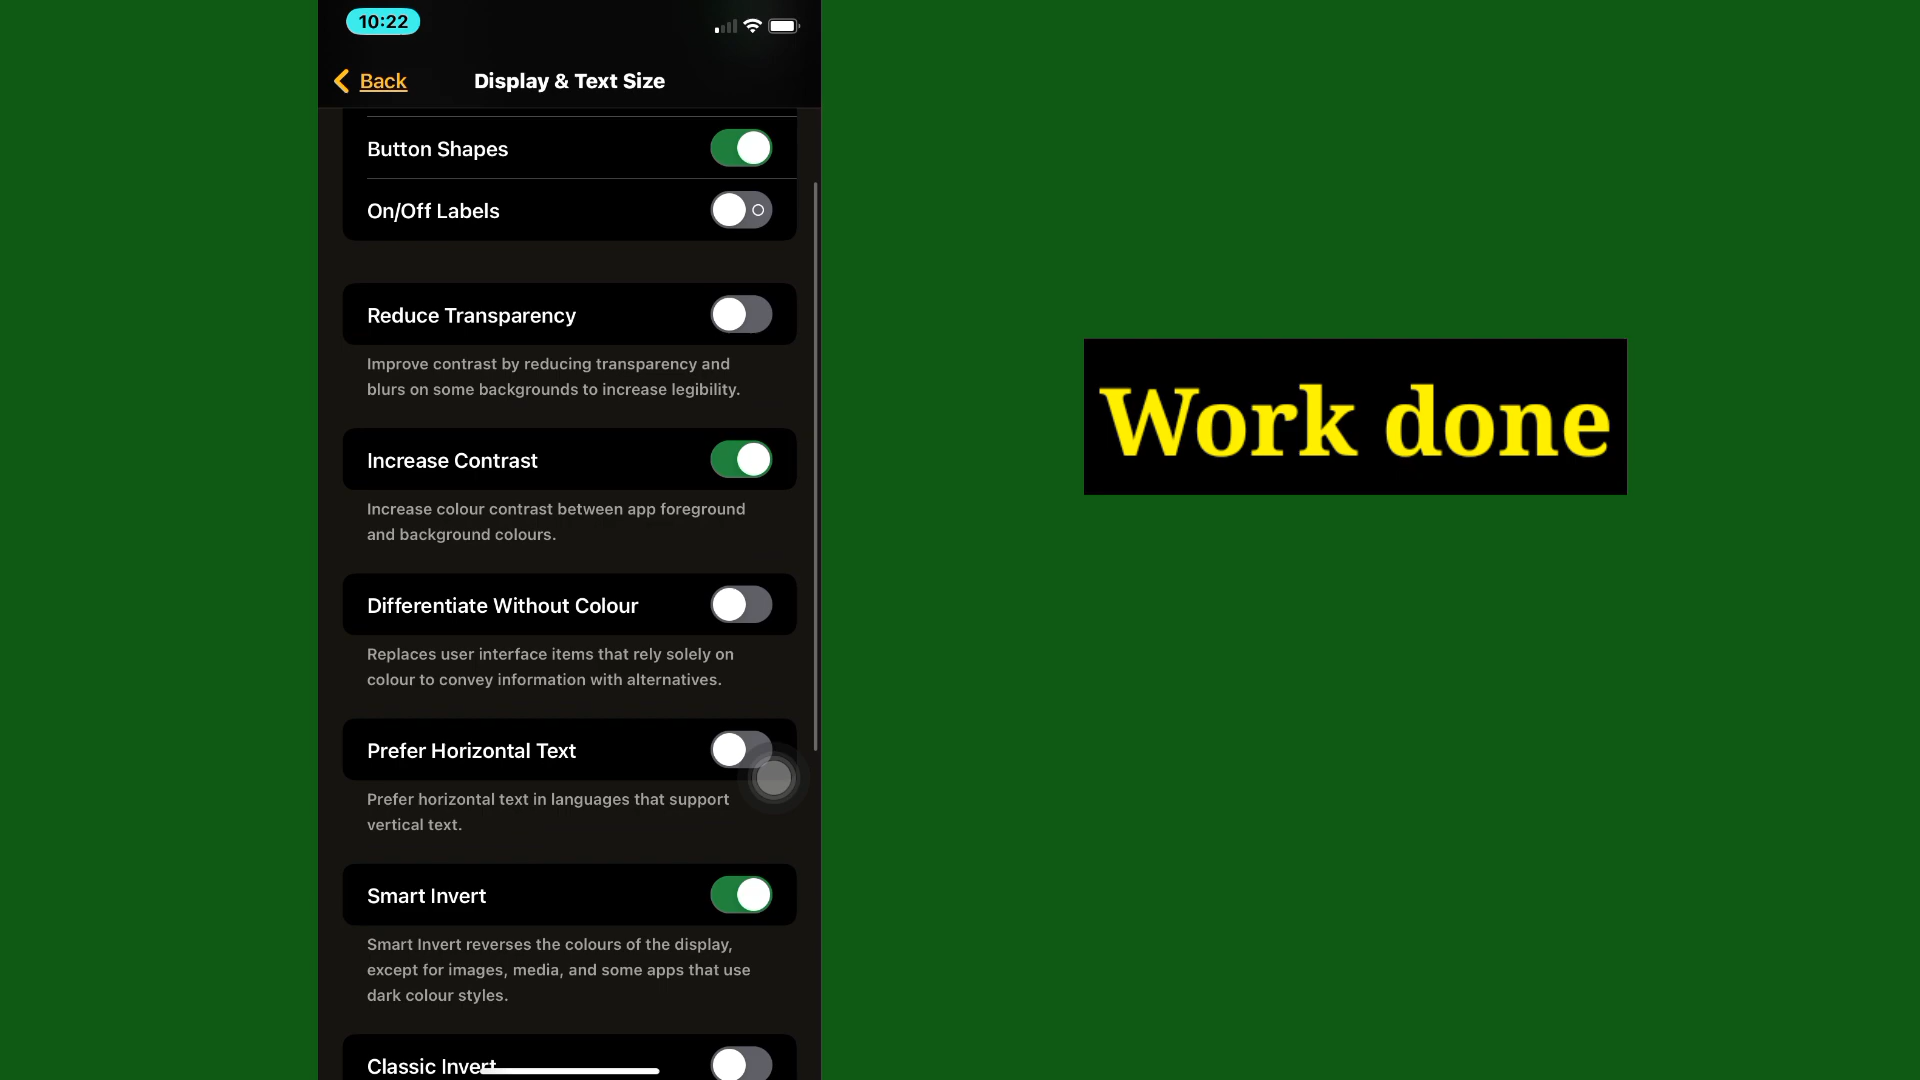 10:22
Back
Display & Text Size
Button Shapes
On/Off Labels
Reduce Transparency
Improve contrast by reducing transparency and
blurs on some backgrounds to increase legibility.
Increase Contrast
Increase colour contrast between app foreground
and background colours.
Differentiate Without Colour
Replaces user interface items that rely solely on
colour to convey information with alternatives.
Prefer Horizontal Text
Prefer horizontal text in languages that support
vertical text.
Smart Invert
Smart Invert reverses the colours of the display,
except for images, media, and some apps that use
dark colour styles.
Classic Invert
Work done